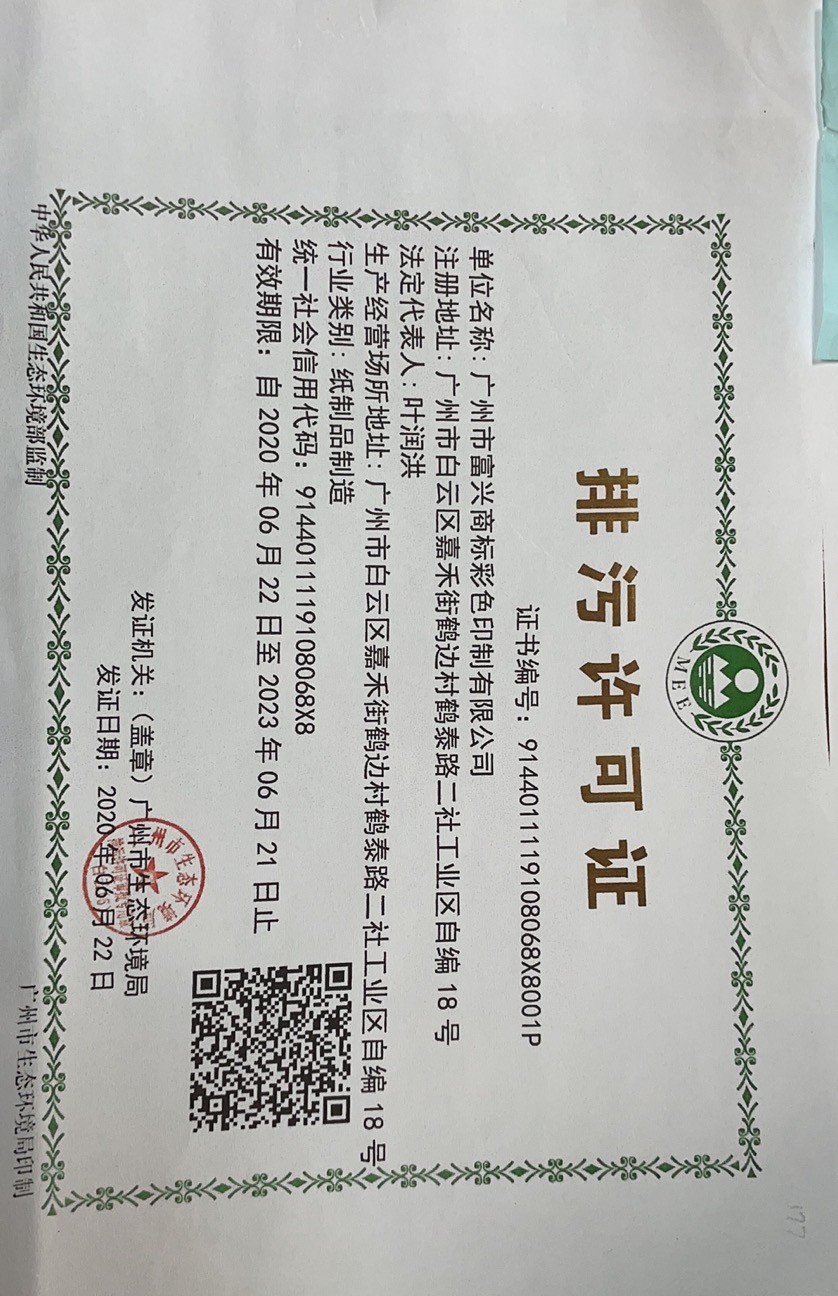 MEE
排污许可证
证书编号：91440111191080​68X8001P
单位名称：广州市富兴商标彩色印制有限公司
注册地址：广州市白云区嘉禾街鹤边村鹤泰路二社工业区自编18号
法定代表人：叶润洪
生产经营场所地址：广州市白云区嘉禾街鹤边村鹤泰路二社工业区自编18号
行业类别：纸制品制造
统一社会信用代码：9144011119108068X8
有效期限：自2020年06月22日至2023年06月21日止
发证机关：（盖章）广州市生态环境局
发证日期：2020年06月22日
中华人民共和国生态环境部监制
广州市生态环境局印制
177